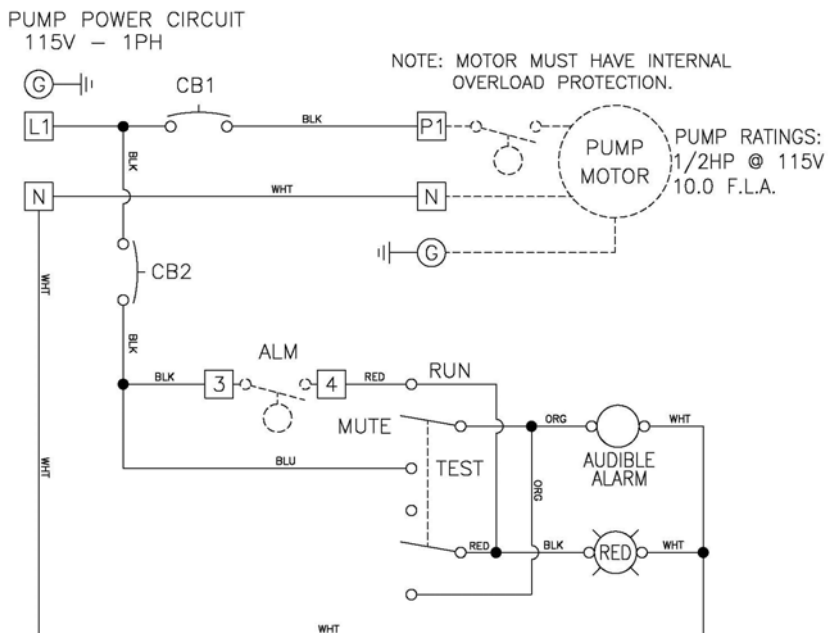 PUMP POWER CIRCUIT
115V - 1PH
NOTE: MOTOR MUST HAVE INTERNAL
OVERLOAD PROTECTION.
G
CB1
L1
BLK
P1
PUMP
MOTOR
PUMP RATINGS:
1/2HP @ 115V
10.0 F.L.A.
BLK
N
WHT
N
G
WHT
CB2
BLK
ALM
BLK
3
4
RED
RUN
MUTE
ORG
WHT
AUDIBLE
ALARM
WHT
BLU
TEST
ORG
RED
BLK
RED
WHT
WHT